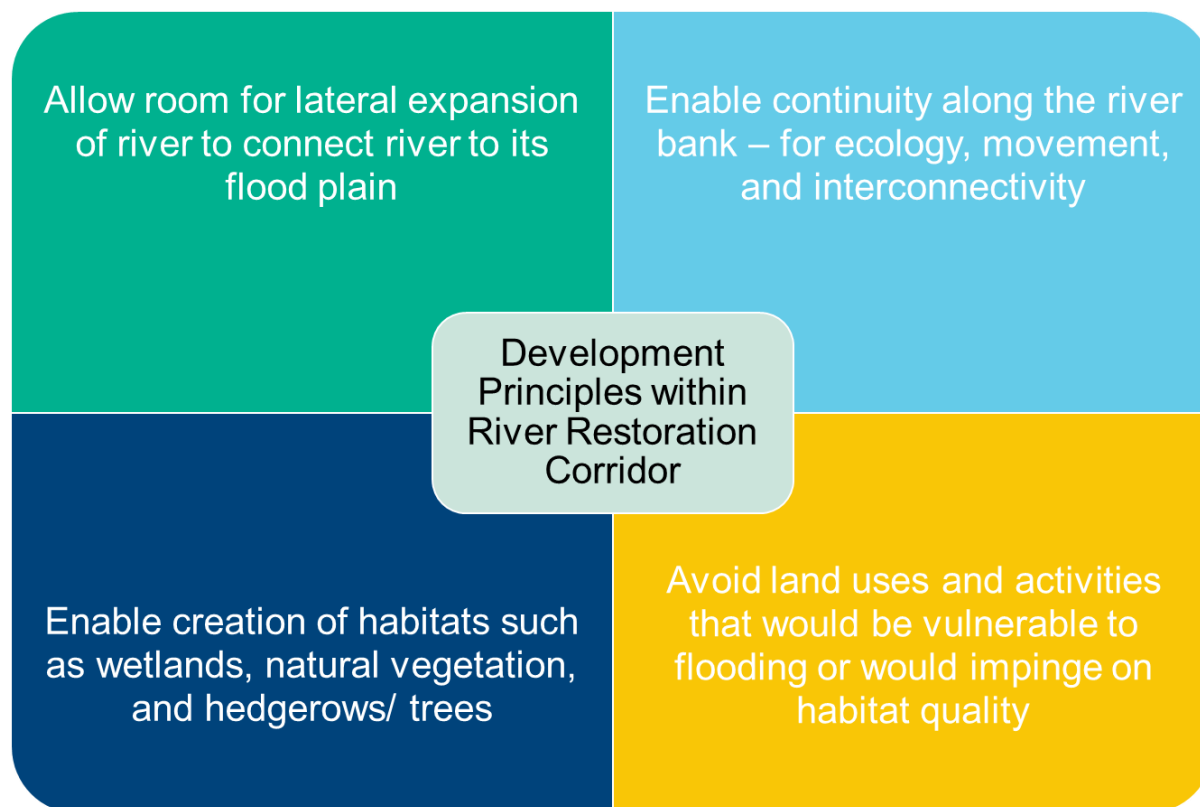 Allow room for lateral expansion
of river to connect river to its
flood plain
Enable continuity along the river
bank – for ecology, movement,
and interconnectivity
Development
Principles within
River Restoration
Corridor
Enable creation of habitats such
as wetlands, natural vegetation,
and hedgerows/ trees
Avoid land uses and activities
that would be vulnerable to
flooding or would impinge on
habitat quality